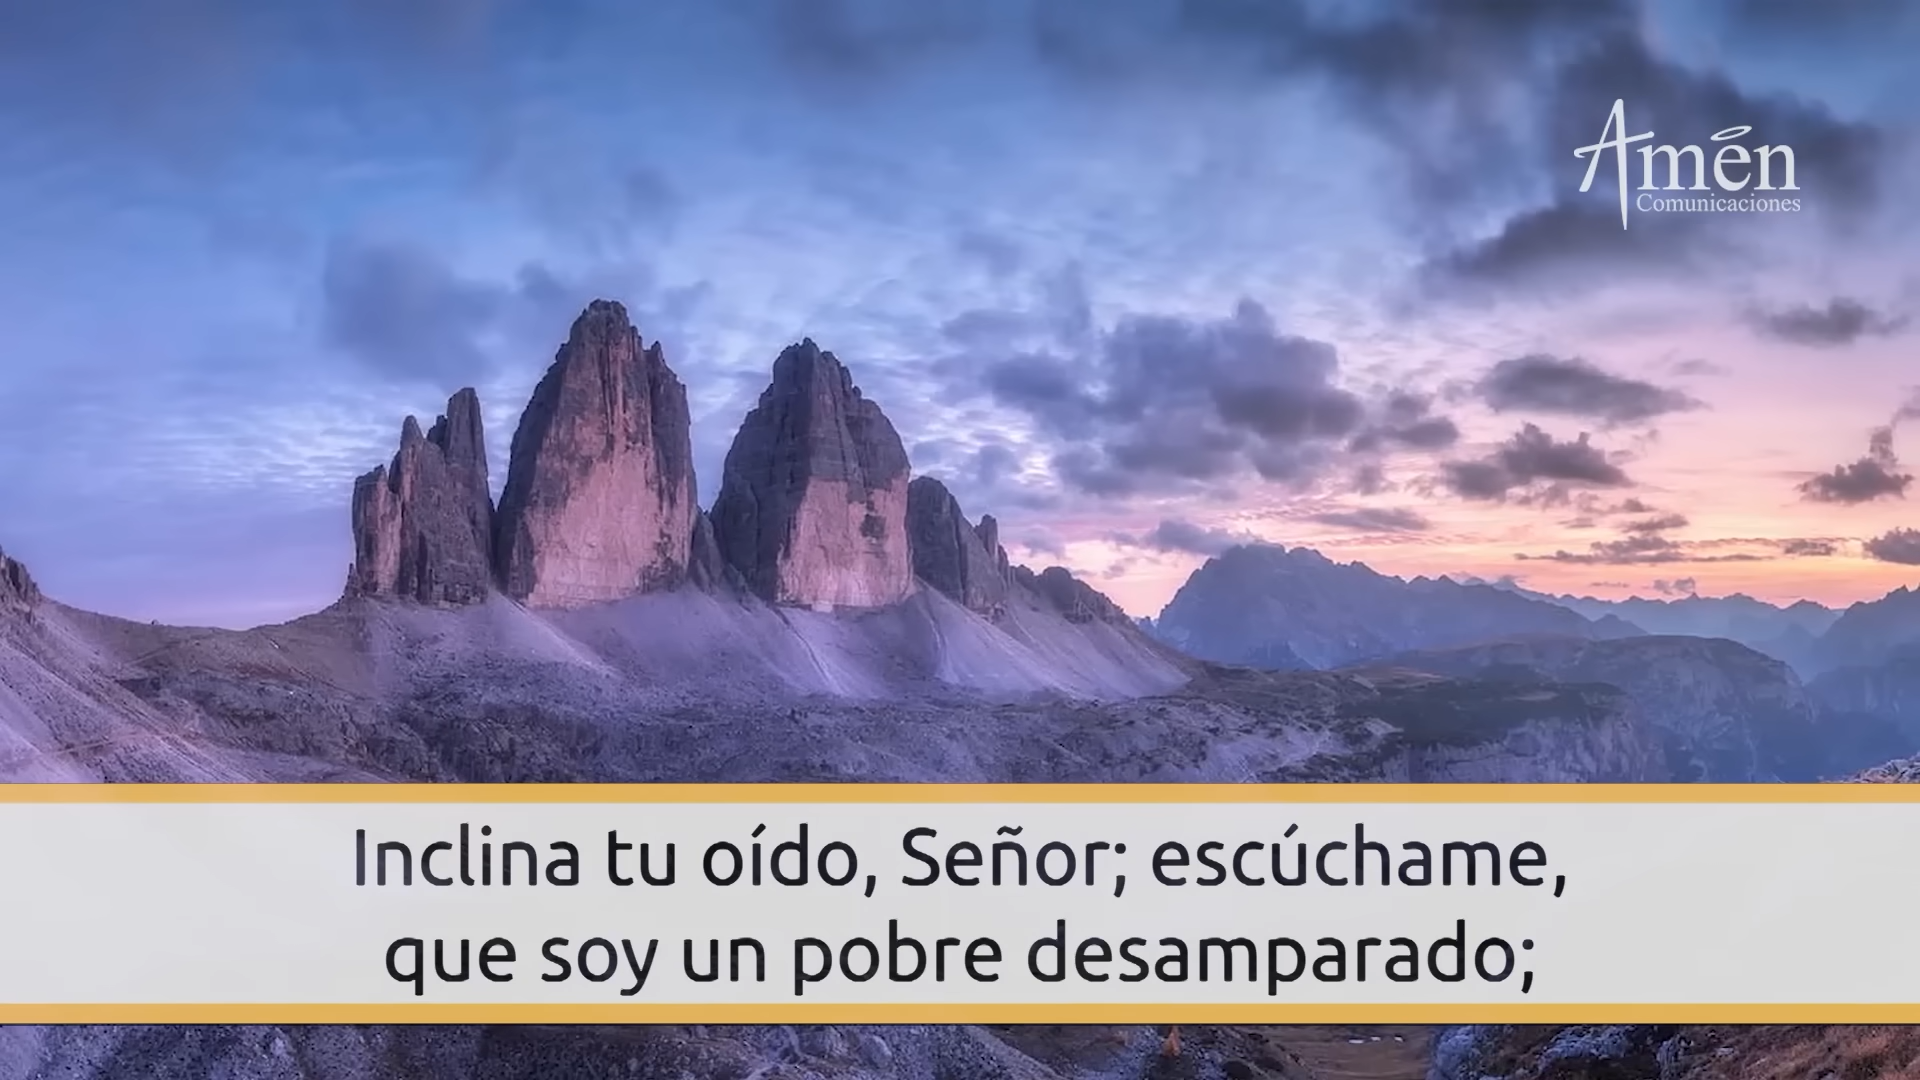 Amén
Comunicaciones
Inclina tu oído, Señor; escúchame,
que soy un pobre desamparado;